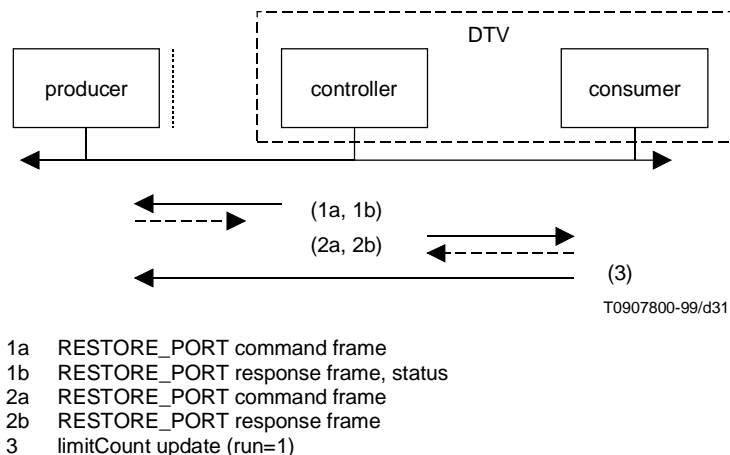 DTV
producer
controller
consumer
(1a, 1b)
(2a, 2b)
(3)
T0907800-99/d31
1a RESTORE_PORT command frame
1b RESTORE_PORT response frame, status
2a RESTORE_PORT command frame
2b RESTORE_PORT response frame
3 limitCount update (run=1)